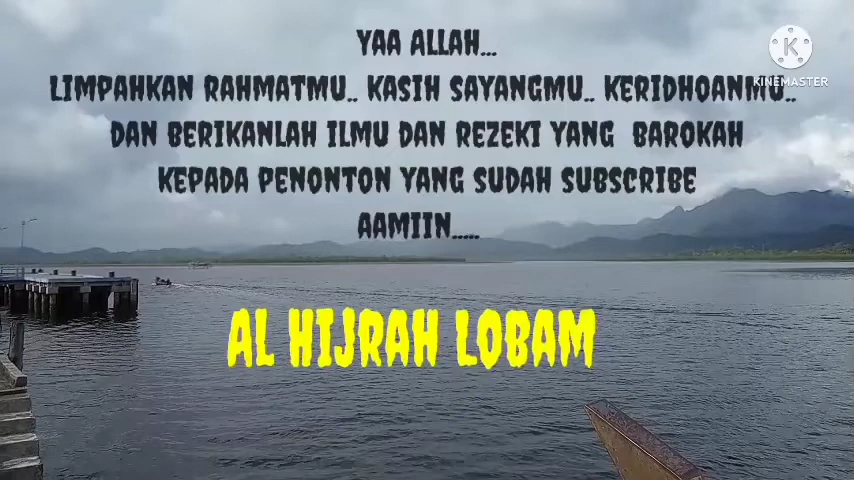 YAA ALLAH...
LIMPAHKAN RAHMATMU.. KASIH SAYANGMU.. KERIDHOANMU..
DAN BERIKANLAH ILMU DAN REZEKI YANG BAROKAH
KEPADA PENONTON YANG SUDAH SUBSCRIBE
AAMIIN.....
AL HIJRAH LOBAM
K
KINEMASTER